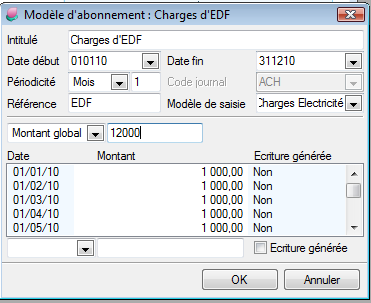 Modèle d'abonnement : Charges d'EDF
Intitulé Charges d'EDF
Date début 010110 Date fin 311210
Périodicité Mois 1 Code journal ACH
Référence EDF Modèle de saisie Charges Electricité
Montant global 12000
Date Montant Ecriture générée
01/01/10 1 000,00 Non
01/02/10 1 000,00 Non
01/03/10 1 000,00 Non
01/04/10 1 000,00 Non
01/05/10 1 000,00 Non
Ecriture générée
OK Annuler